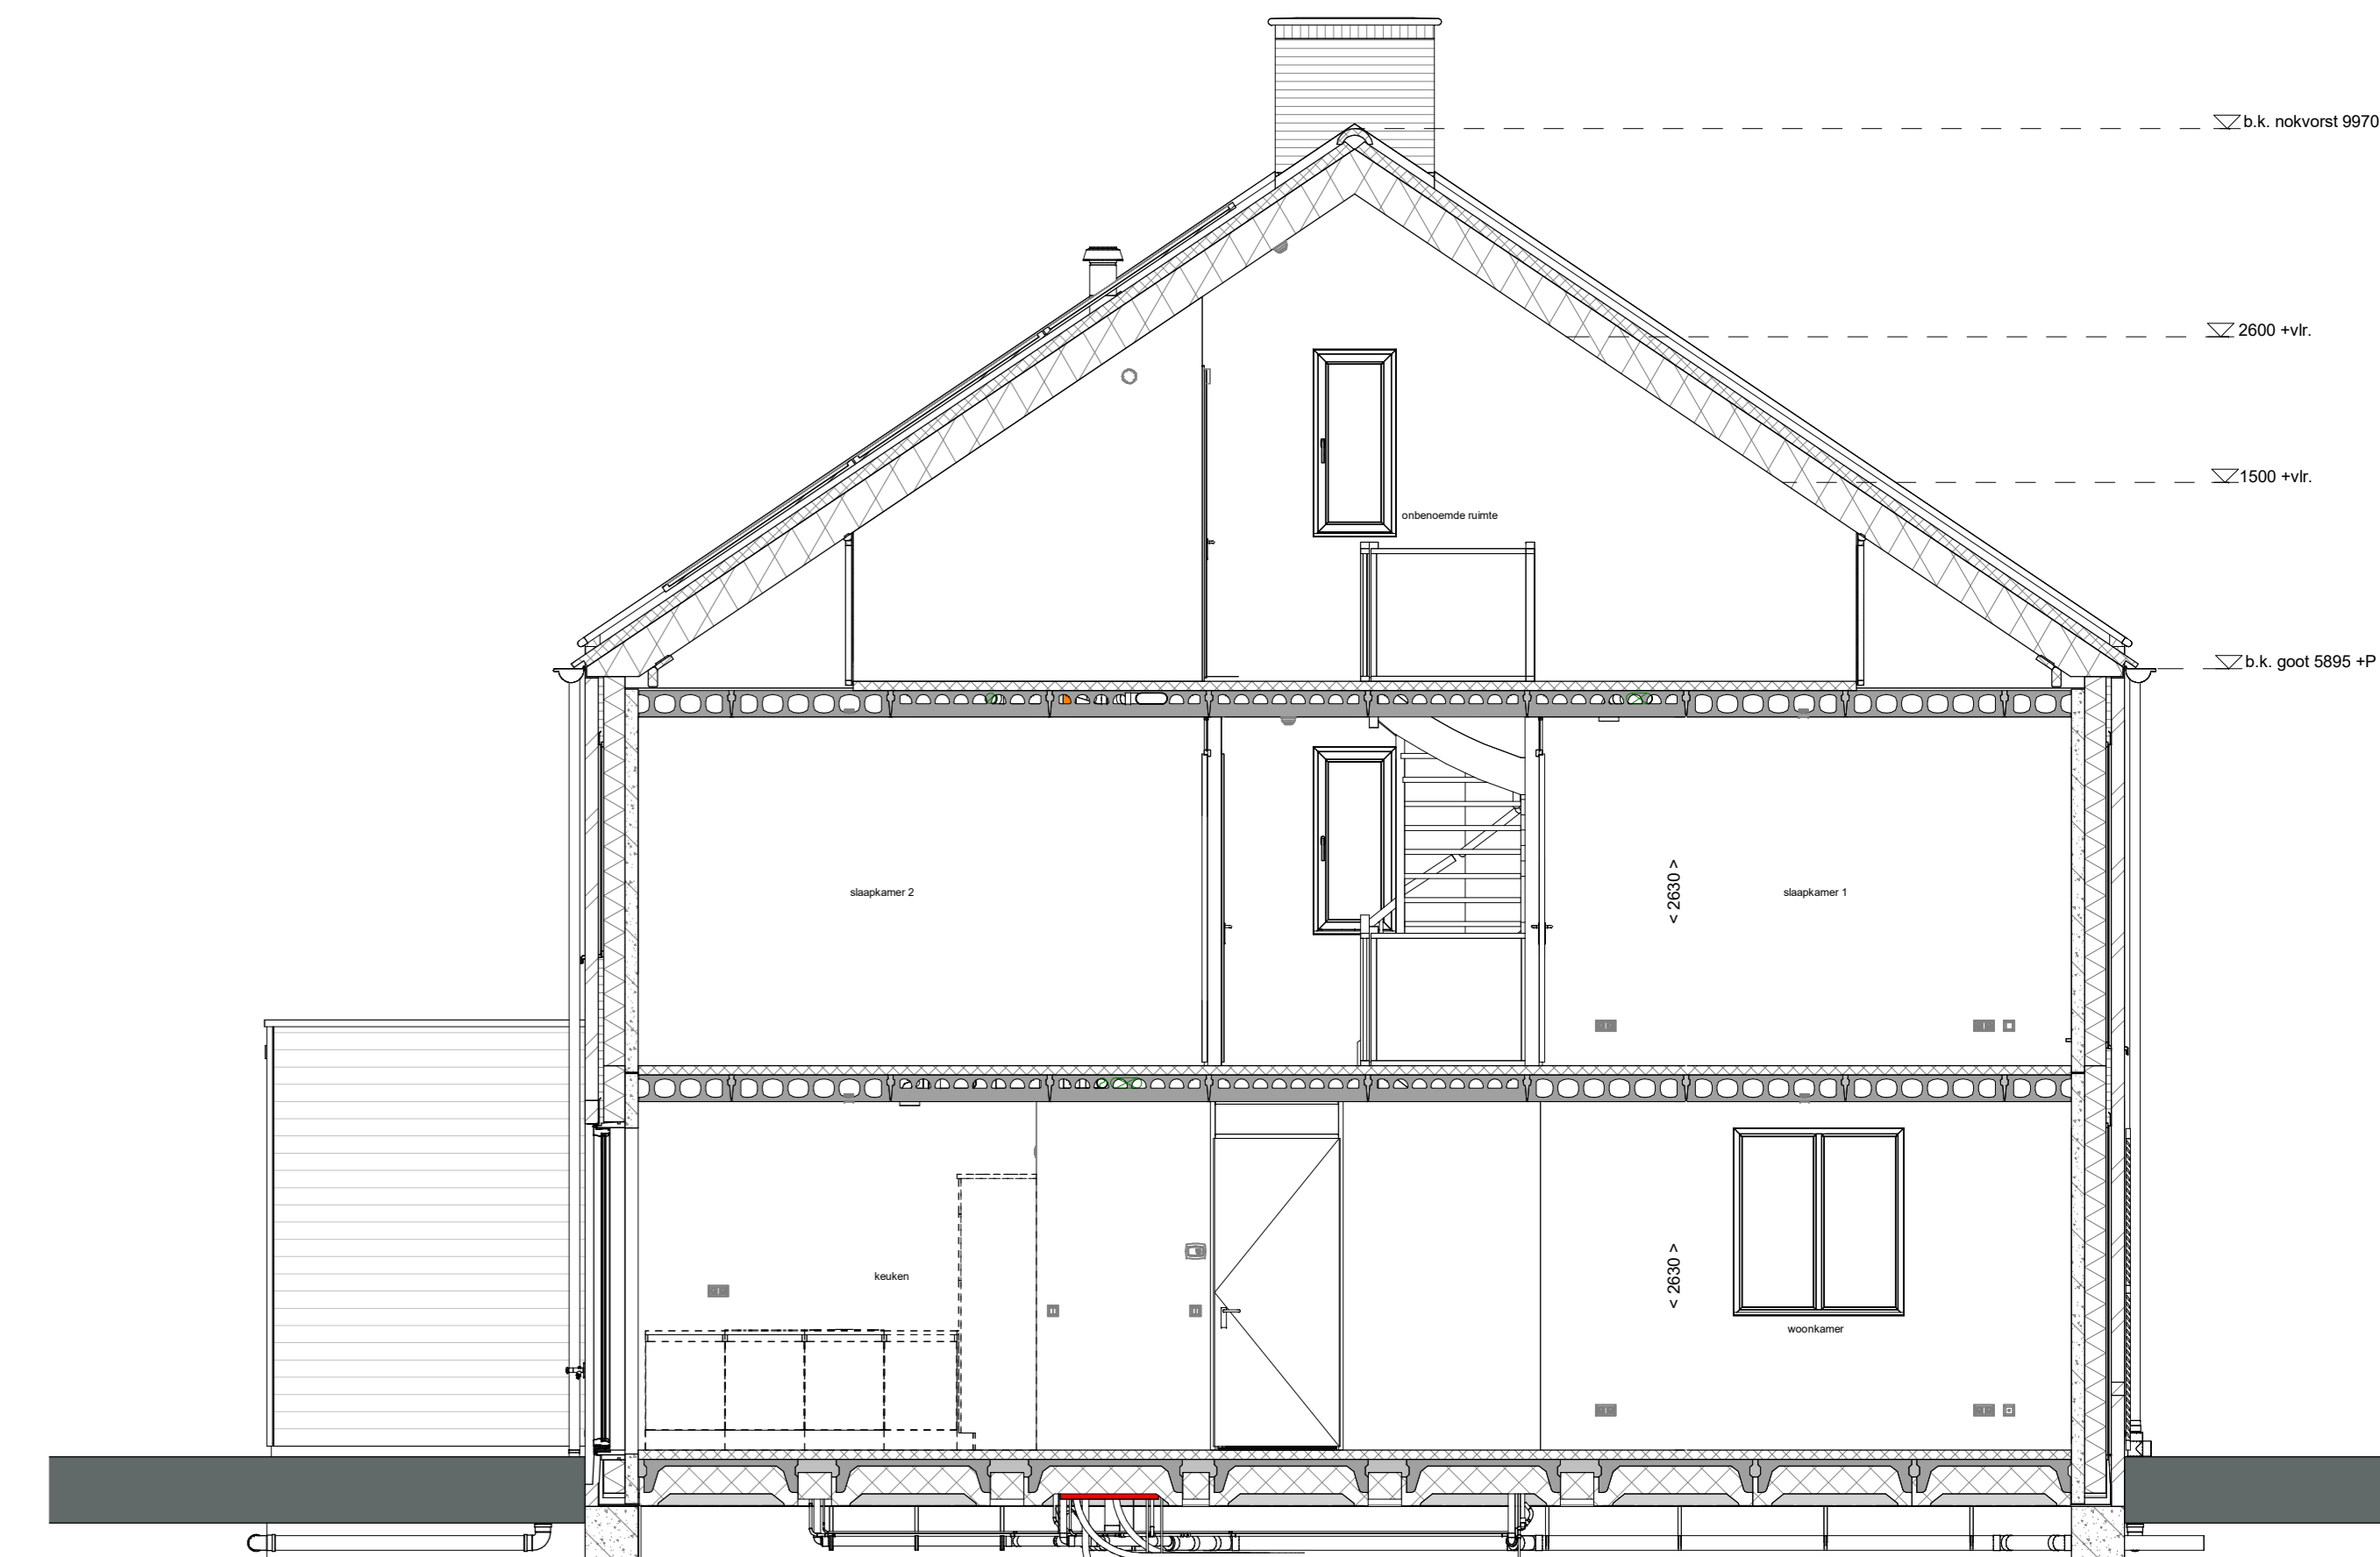 b.k. nokvorst 9970
2600 +vlr.
1500 +vlr.
onbenoemde ruimte
b.k. goot 5895 +P
slaapkamer 2
< 2630 >
slaapkamer 1
keuken
< 2630 >
woonkamer